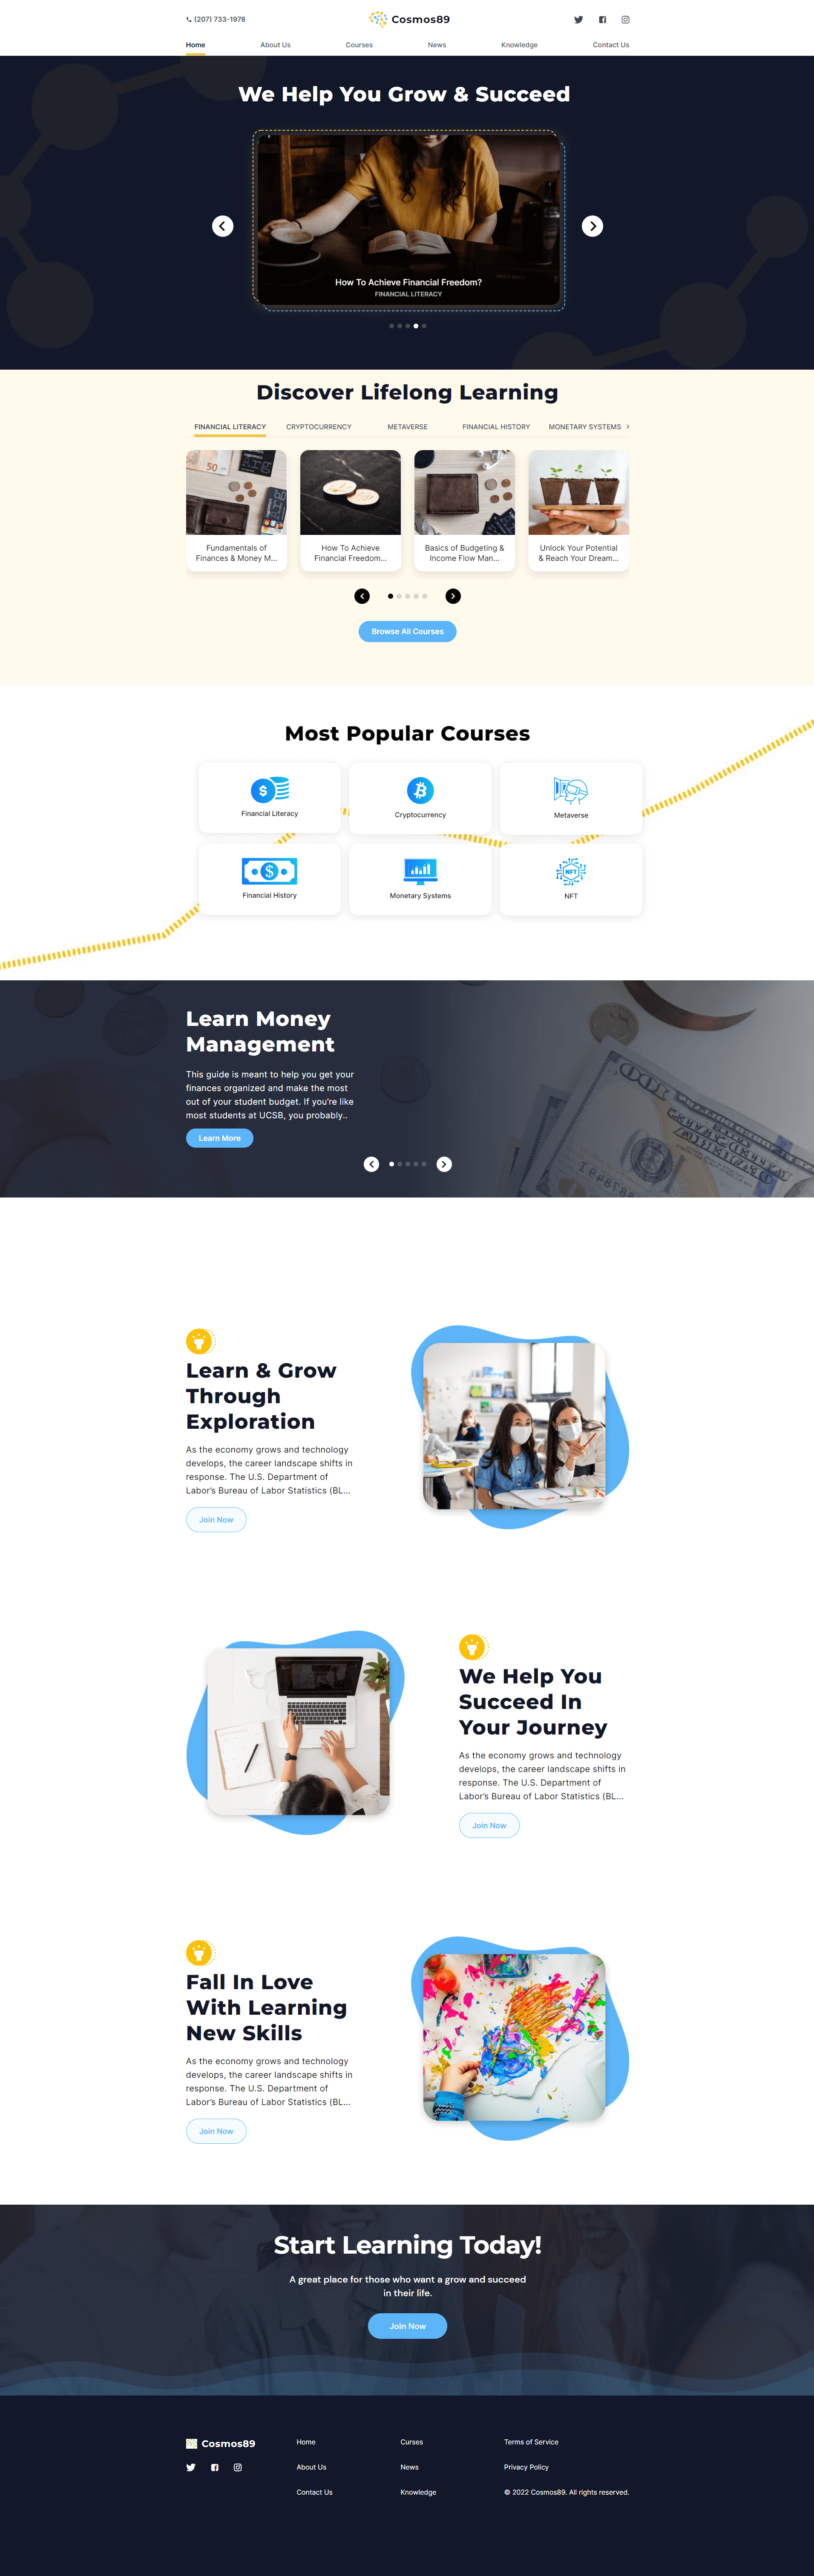 (207) 733-1978
Cosmos89
Home
About Us
Courses
News
Knowledge
Contact Us
We Help You Grow & Succeed
How To Achieve Financial Freedom?
FINANCIAL LITERACY
Discover Lifelong Learning
FINANCIAL LITERACY
CRYPTOCURRENCY
METAVERSE
FINANCIAL HISTORY
MONETARY SYSTEMS
50
Fundamentals of
Finances & Money M...
How To Achieve
Financial Freedom...
Basics of Budgeting &
Income Flow Man...
Unlock Your Potential
& Reach Your Dream...
Browse All Courses
Most Popular Courses
Financial Literacy
Cryptocurrency
Metaverse
Financial History
Monetary Systems
NFT
NFT
Learn Money
Management
This guide is meant to help you get your
finances organized and make the most
out of your student budget. If you're like
most students at UCSB, you probably..
Learn More
100
Learn & Grow
Through
Exploration
As the economy grows and technology
develops, the career landscape shifts in
response. The U.S. Department of
Labor's Bureau of Labor Statistics (BL...
Join Now
We Help You
Succeed In
Your Journey
As the economy grows and technology
develops, the career landscape shifts in
response. The U.S. Department of
Labor's Bureau of Labor Statistics (BL...
Join Now
Fall In Love
With Learning
New Skills
As the economy grows and technology
develops, the career landscape shifts in
response. The U.S. Department of
Labor's Bureau of Labor Statistics (BL...
Join Now
Start Learning Today!
A great place for those who want a grow and succeed
in their life.
Join Now
Cosmos89
Home
Curses
Terms of Service
About Us
News
Privacy Policy
Contact Us
Knowledge
© 2022 Cosmos89. All rights reserved.